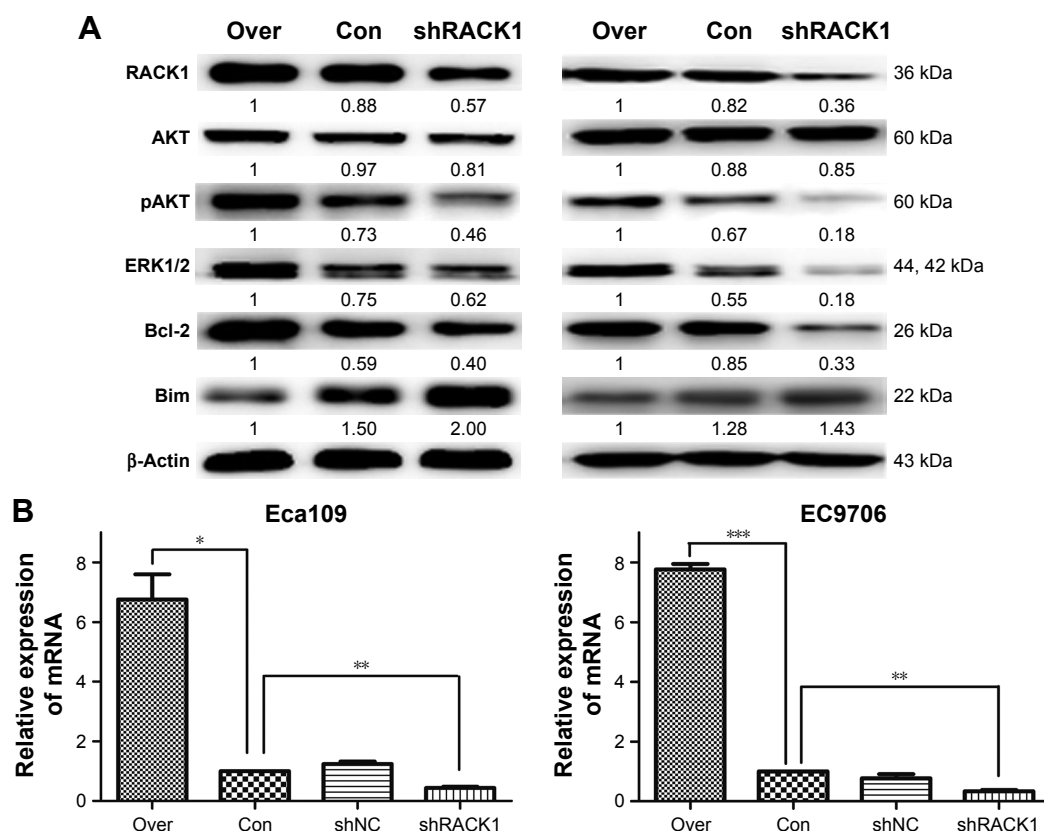 A
Over Con shRACK1 Over Con shRACK1
RACK1 36 kDa
1 0.88 0.57 1 0.82 0.36
AKT 60 kDa
1 0.97 0.81 1 0.88 0.85
pAKT 60 kDa
1 0.73 0.46 1 0.67 0.18
ERK1/2 44, 42 kDa
1 0.75 0.62 1 0.55 0.18
Bcl-2 26 kDa
1 0.59 0.40 1 0.85 0.33
Bim 22 kDa
1 1.50 2.00 1 1.28 1.43
β-Actin 43 kDa
B
Eca109
Relative expression
of mRNA
8
6
4
2
0
*
**
Over Con shNC shRACK1
EC9706
Relative expression
of mRNA
8
6
4
2
0
***
**
Over Con shNC shRACK1